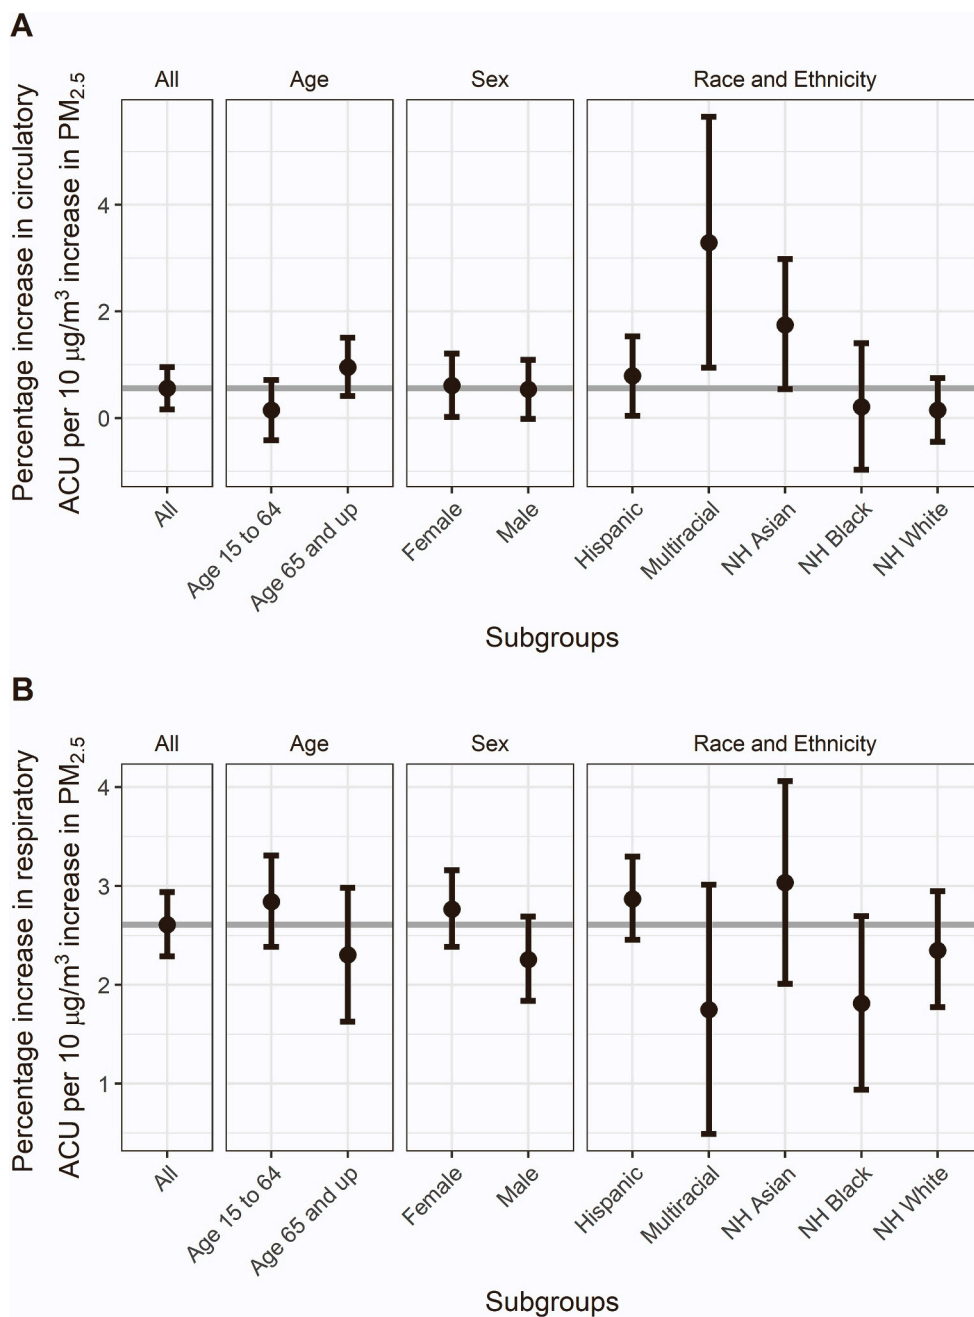 A
All Age Sex Race and Ethnicity
Percentage increase in circulatory
ACU per 10 μg/m³ increase in PM₂.₅
4
2
0
All Age 15 to 64 Age 65 and up Female Male Hispanic Multiracial NH Asian NH Black NH White
Subgroups
B
All Age Sex Race and Ethnicity
Percentage increase in respiratory
ACU per 10 μg/m³ increase in PM₂.₅
4
3
2
1
All Age 15 to 64 Age 65 and up Female Male Hispanic Multiracial NH Asian NH Black NH White
Subgroups